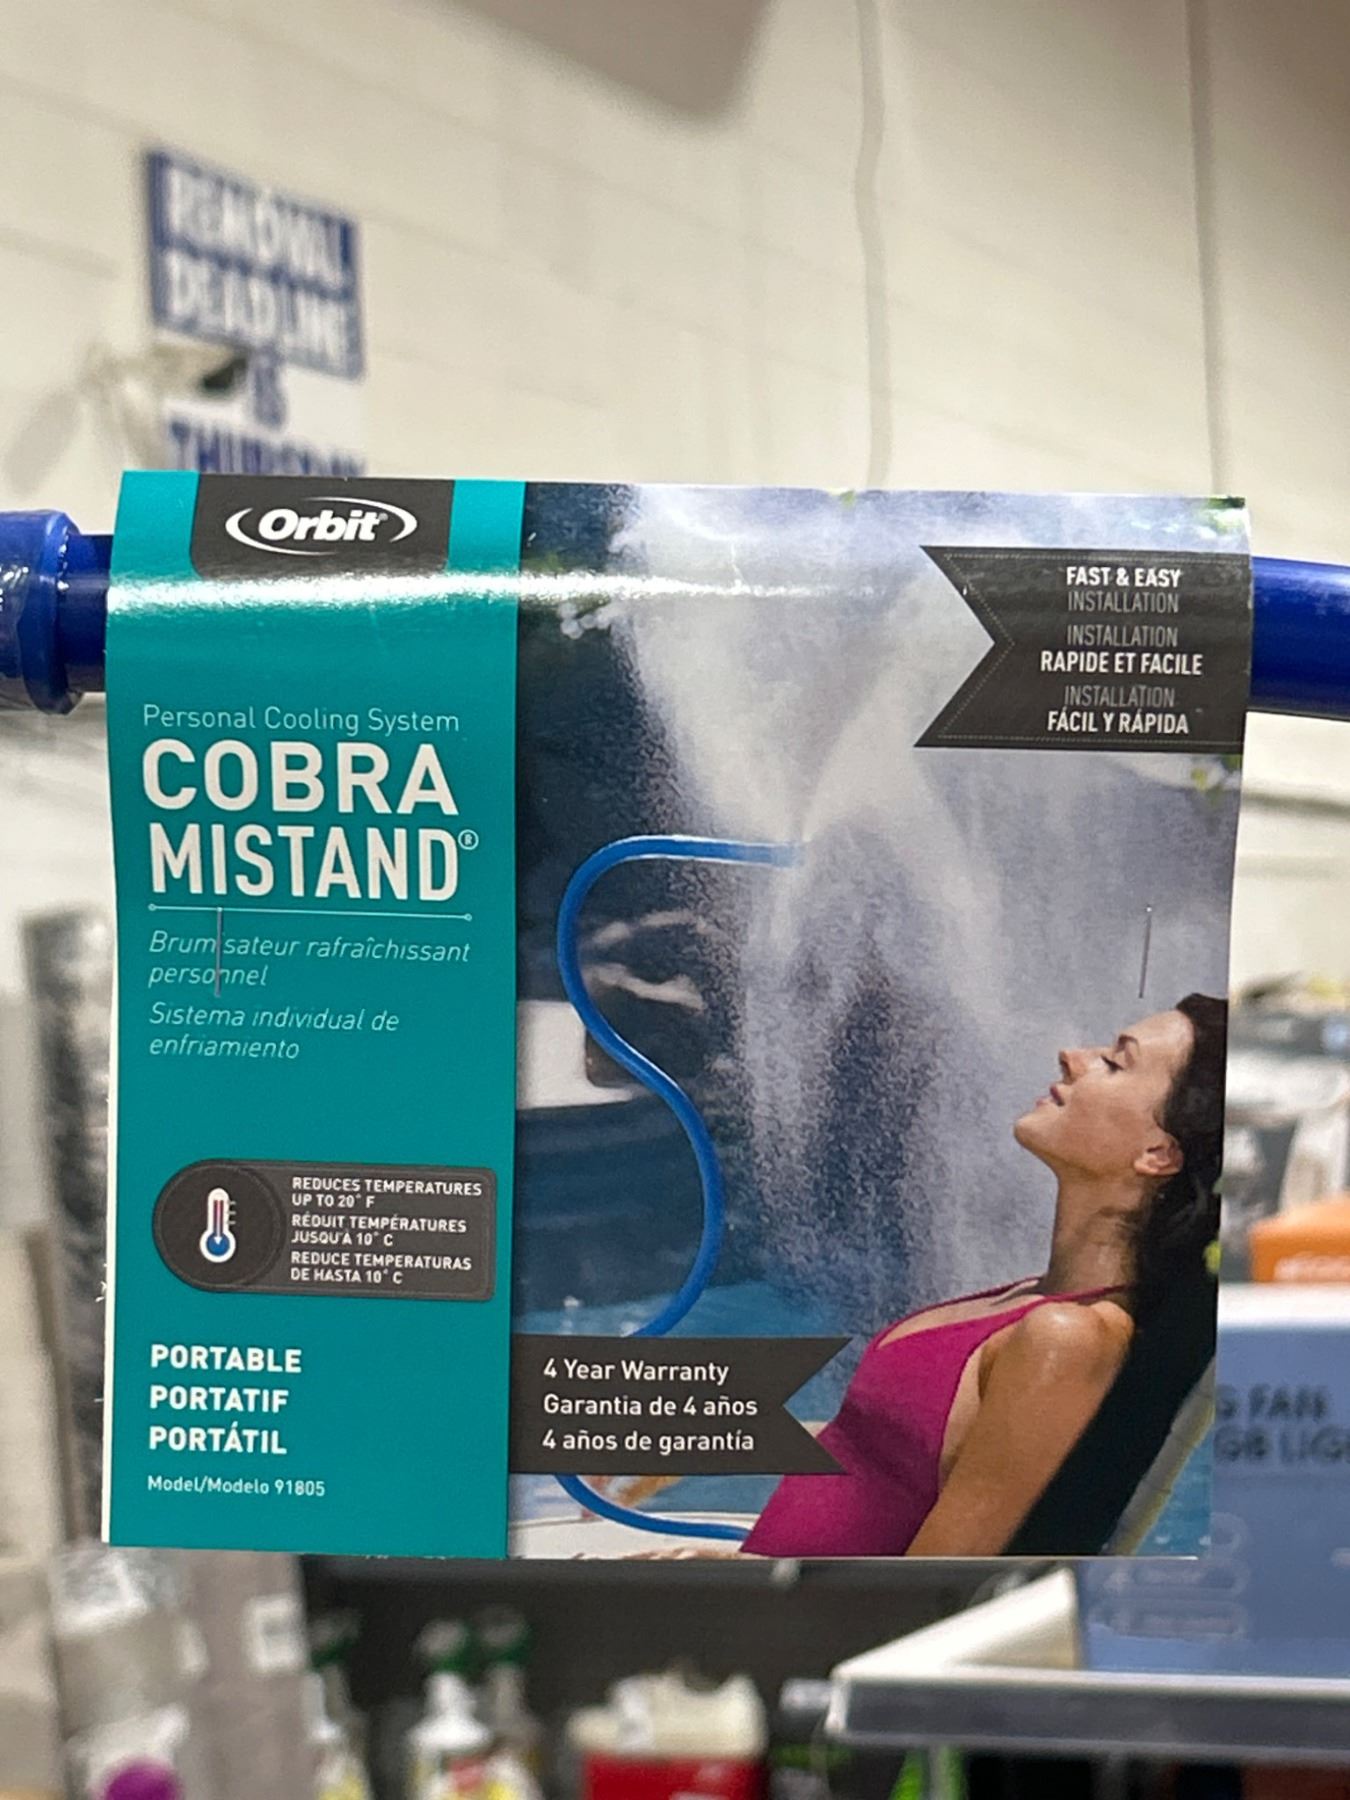 REMOVAL
DEADLINE
IS
THURSDAY
Orbit®
FAST & EASY
INSTALLATION
INSTALLATION
RAPIDE ET FACILE
INSTALLATION
FÁCIL Y RÁPIDA
Personal Cooling System
COBRA
MISTAND®
Brumisateur rafraîchissant
personnel
Sistema individual de
enfriamiento
REDUCES TEMPERATURES
UP TO 20° F
RÉDUIT TEMPÉRATURES
JUSQU'À 10° C
REDUCE TEMPERATURAS
DE HASTA 10° C
PORTABLE
PORTATIF
PORTÁTIL
Model/Modelo 91805
4 Year Warranty
Garantia de 4 años
4 años de garantía
FAN